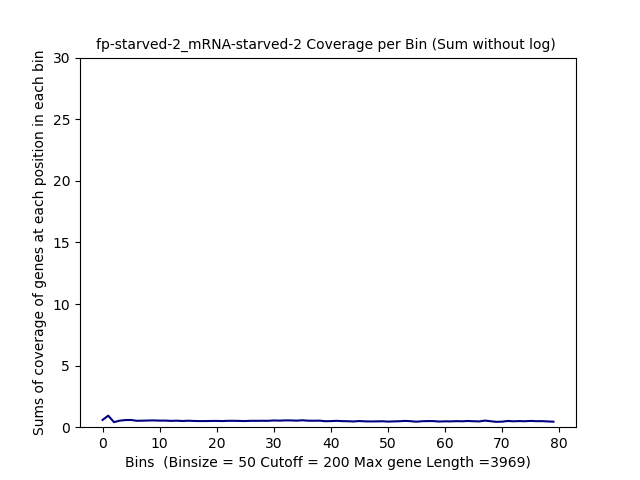 fp-starved-2_mRNA-starved-2 Coverage per Bin (Sum without log)
Sums of coverage of genes at each position in each bin
30
25
20
15
10
5
0
0 10 20 30 40 50 60 70 80
Bins  (Binsize = 50 Cutoff = 200 Max gene Length =3969)